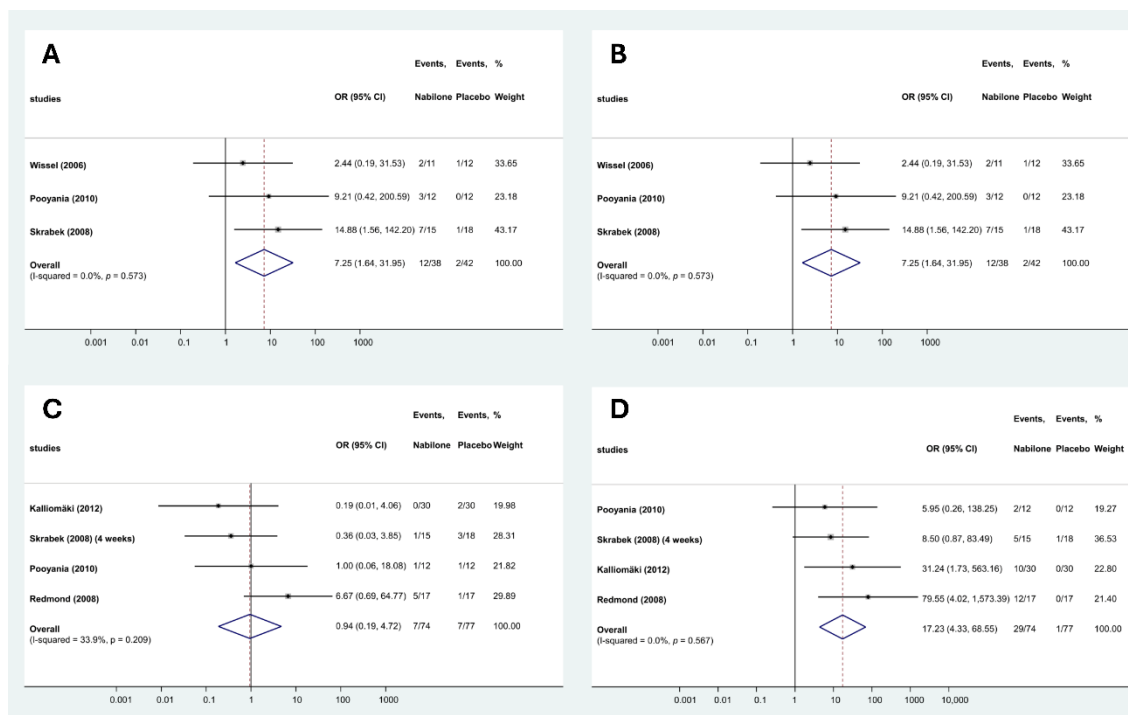 A
Events, Events, %
studies OR (95% CI) Nabilone Placebo Weight
Wissel (2006) 2.44 (0.19, 31.53) 2/11 1/12 33.65
Pooyania (2010) 9.21 (0.42, 200.59) 3/12 0/12 23.18
Skrabek (2008) 14.88 (1.56, 142.20) 7/15 1/18 43.17
Overall 7.25 (1.64, 31.95) 12/38 2/42 100.00
(I-squared = 0.0%, p = 0.573)
0.001 0.01 0.1 1 10 100 1000
B
Events, Events, %
studies OR (95% CI) Nabilone Placebo Weight
Wissel (2006) 2.44 (0.19, 31.53) 2/11 1/12 33.65
Pooyania (2010) 9.21 (0.42, 200.59) 3/12 0/12 23.18
Skrabek (2008) 14.88 (1.56, 142.20) 7/15 1/18 43.17
Overall 7.25 (1.64, 31.95) 12/38 2/42 100.00
(I-squared = 0.0%, p = 0.573)
0.001 0.01 0.1 1 10 100 1000
C
Events, Events, %
studies OR (95% CI) Nabilone Placebo Weight
Kalliomäki (2012) 0.19 (0.01, 4.06) 0/30 2/30 19.98
Skrabek (2008) (4 weeks) 0.36 (0.03, 3.85) 1/15 3/18 28.31
Pooyania (2010) 1.00 (0.06, 18.08) 1/12 1/12 21.82
Redmond (2008) 6.67 (0.69, 64.77) 5/17 1/17 29.89
Overall 0.94 (0.19, 4.72) 7/74 7/77 100.00
(I-squared = 33.9%, p = 0.209)
0.001 0.01 0.1 1 10 100 1000
D
Events, Events, %
studies OR (95% CI) Nabilone Placebo Weight
Pooyania (2010) 5.95 (0.26, 138.25) 2/12 0/12 19.27
Skrabek (2008) (4 weeks) 8.50 (0.87, 83.49) 5/15 1/18 36.53
Kalliomäki (2012) 31.24 (1.73, 563.16) 10/30 0/30 22.80
Redmond (2008) 79.55 (4.02, 1,573.39) 12/17 0/17 21.40
Overall 17.23 (4.33, 68.55) 29/74 1/77 100.00
(I-squared = 0.0%, p = 0.567)
0.001 0.01 0.1 1 10 100 1000 10,000